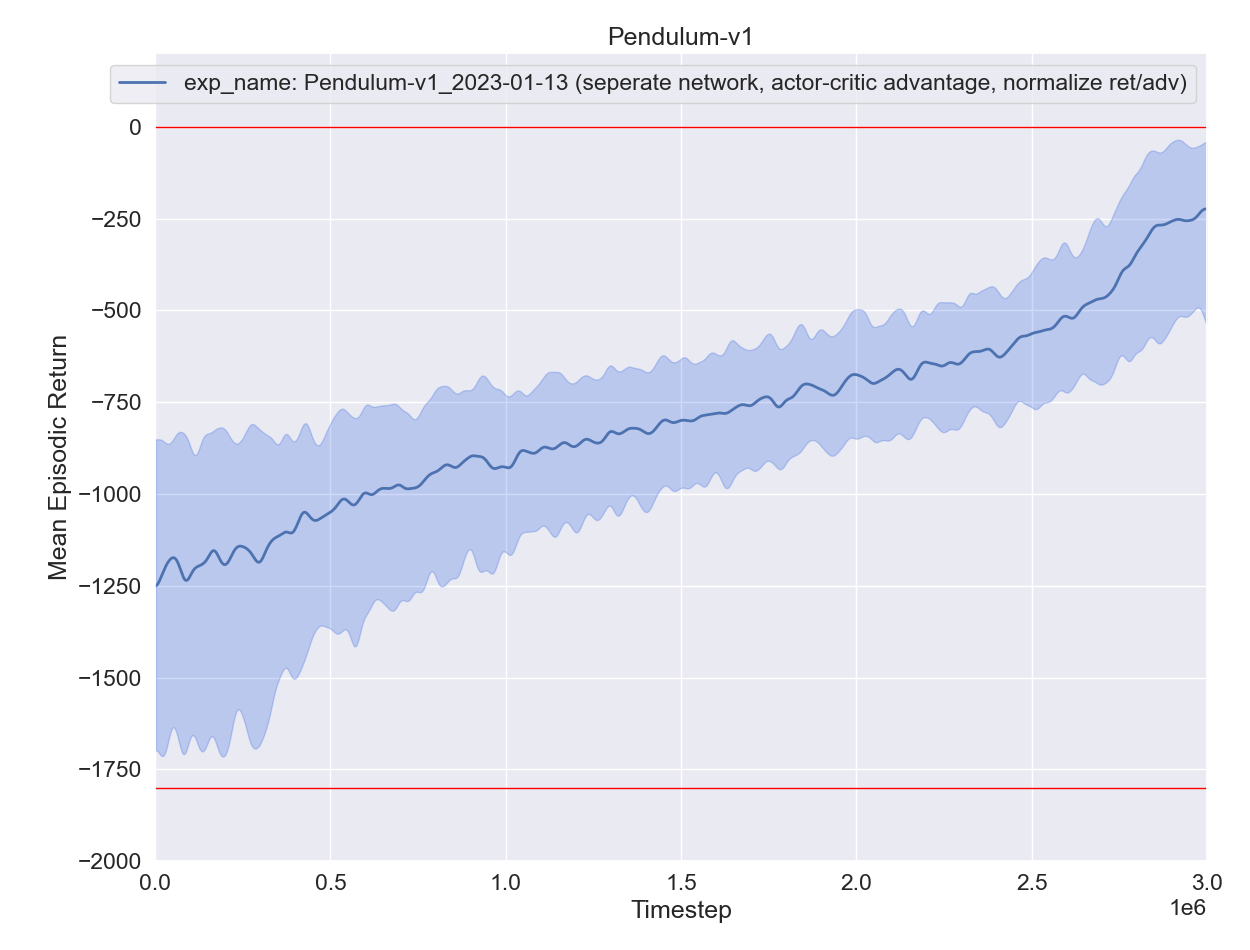 Pendulum-v1
exp_name: Pendulum-v1_2023-01-13 (seperate network, actor-critic advantage, normalize ret/adv)
0
−250
−500
−750
−1000
−1250
−1500
−1750
−2000
Mean Episodic Return
0.0 0.5 1.0 1.5 2.0 2.5 3.0
1e6
Timestep